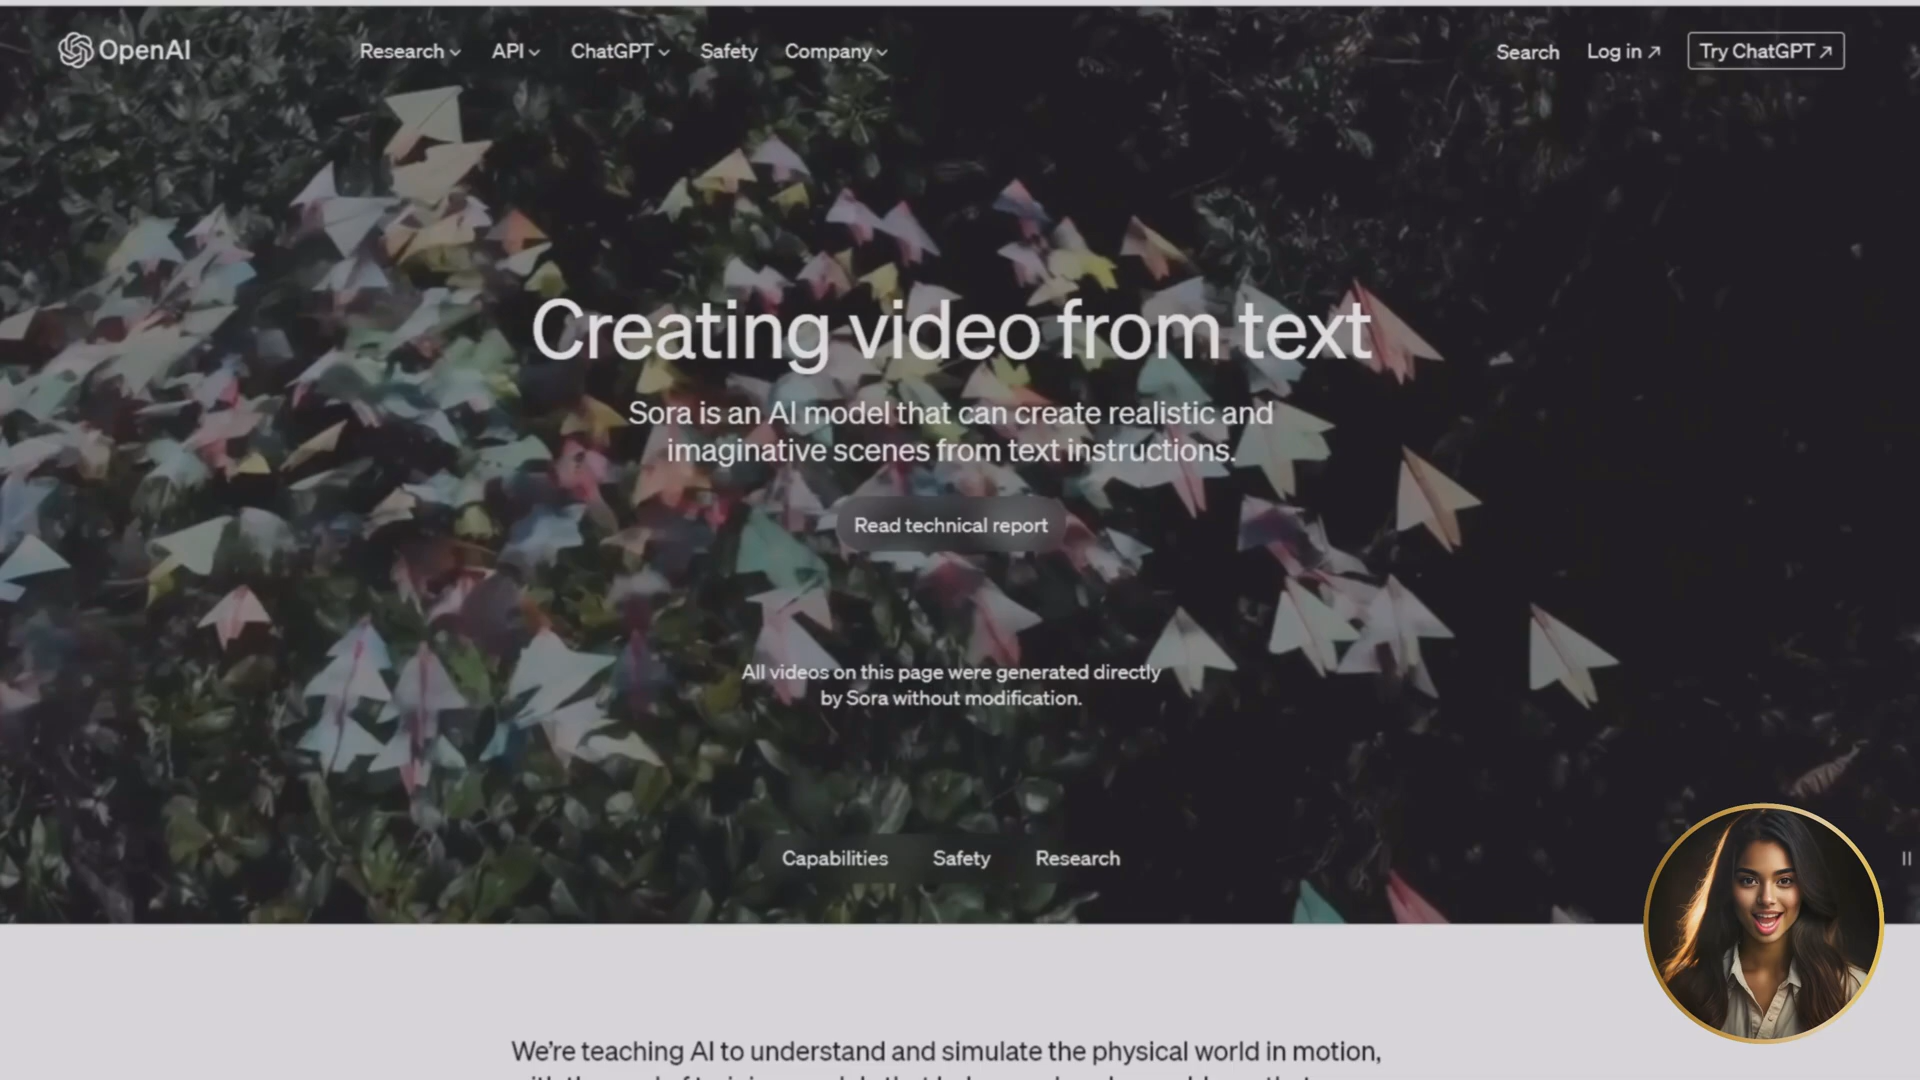 OpenAI
Research
API
ChatGPT
Safety
Company
Search
Log in ↗
Try ChatGPT ↗
Creating video from text
Sora is an AI model that can create realistic and
imaginative scenes from text instructions.
Read technical report
All videos on this page were generated directly
by Sora without modification.
Capabilities
Safety
Research
We're teaching AI to understand and simulate the physical world in motion,